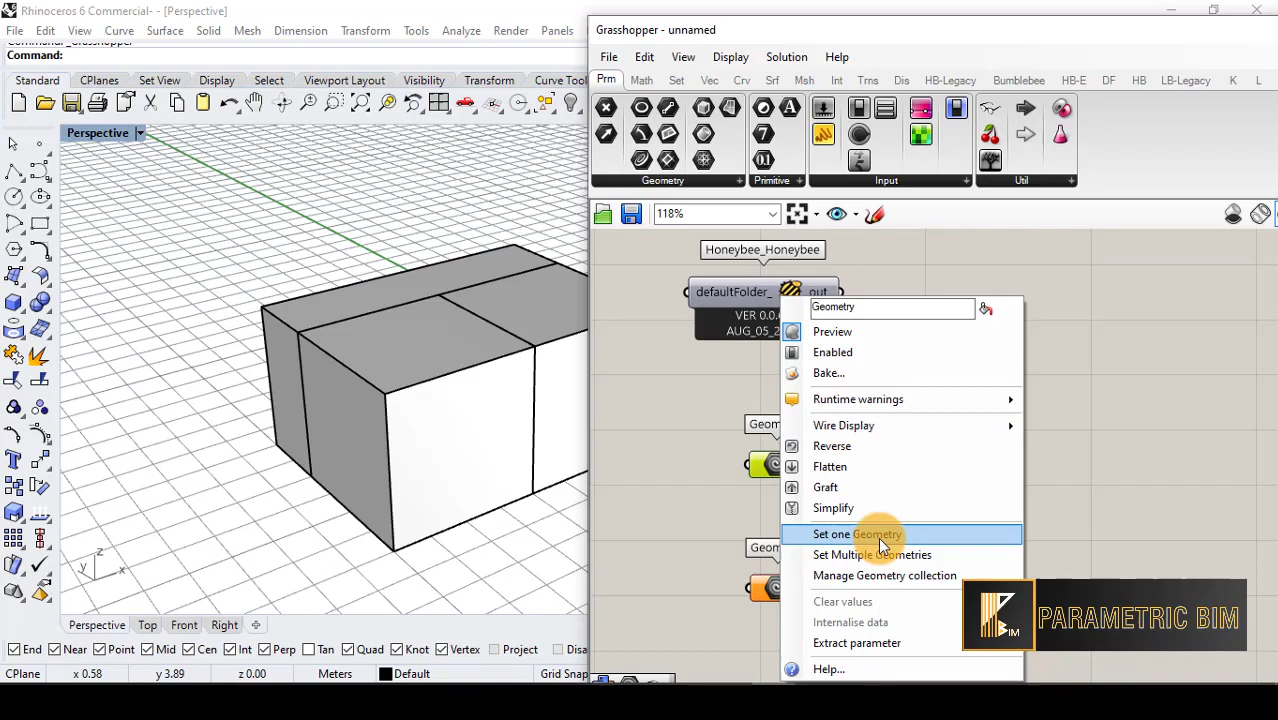 Rhinoceros 6 Commercial- - [Perspective]
File Edit View Curve Surface Solid Mesh Dimension Transform Tools Analyze Render Panels
Command: _Grasshopper
Command:
Standard CPlanes Set View Display Select Viewport Layout Visibility Transform Curve Tool
Perspective
z
y x
Perspective Top Front Right
End Near Point Mid Cen Int Perp Tan Quad Knot Vertex Project Disa
CPlane x 0.58 y 3.89 z 0.00 Meters Default Grid Snap
Grasshopper - unnamed
File Edit View Display Solution Help
Prm Math Set Vec Crv Srf Msh Int Trns Dis HB-Legacy Bumblebee HB-E DF HB LB-Legacy K L
Geometry Primitive Input Util
118%
Honeybee_Honeybee
defaultFolder_ out
VER 0.0.
AUG_05_2
Geom
Geom
Geometry
Preview
Enabled
Bake...
Runtime warnings
Wire Display
Reverse
Flatten
Graft
Simplify
Set one Geometry
Set Multiple Geometries
Manage Geometry collection
Clear values
Internalise data
Extract parameter
Help...
BIM
PARAMETRIC BIM